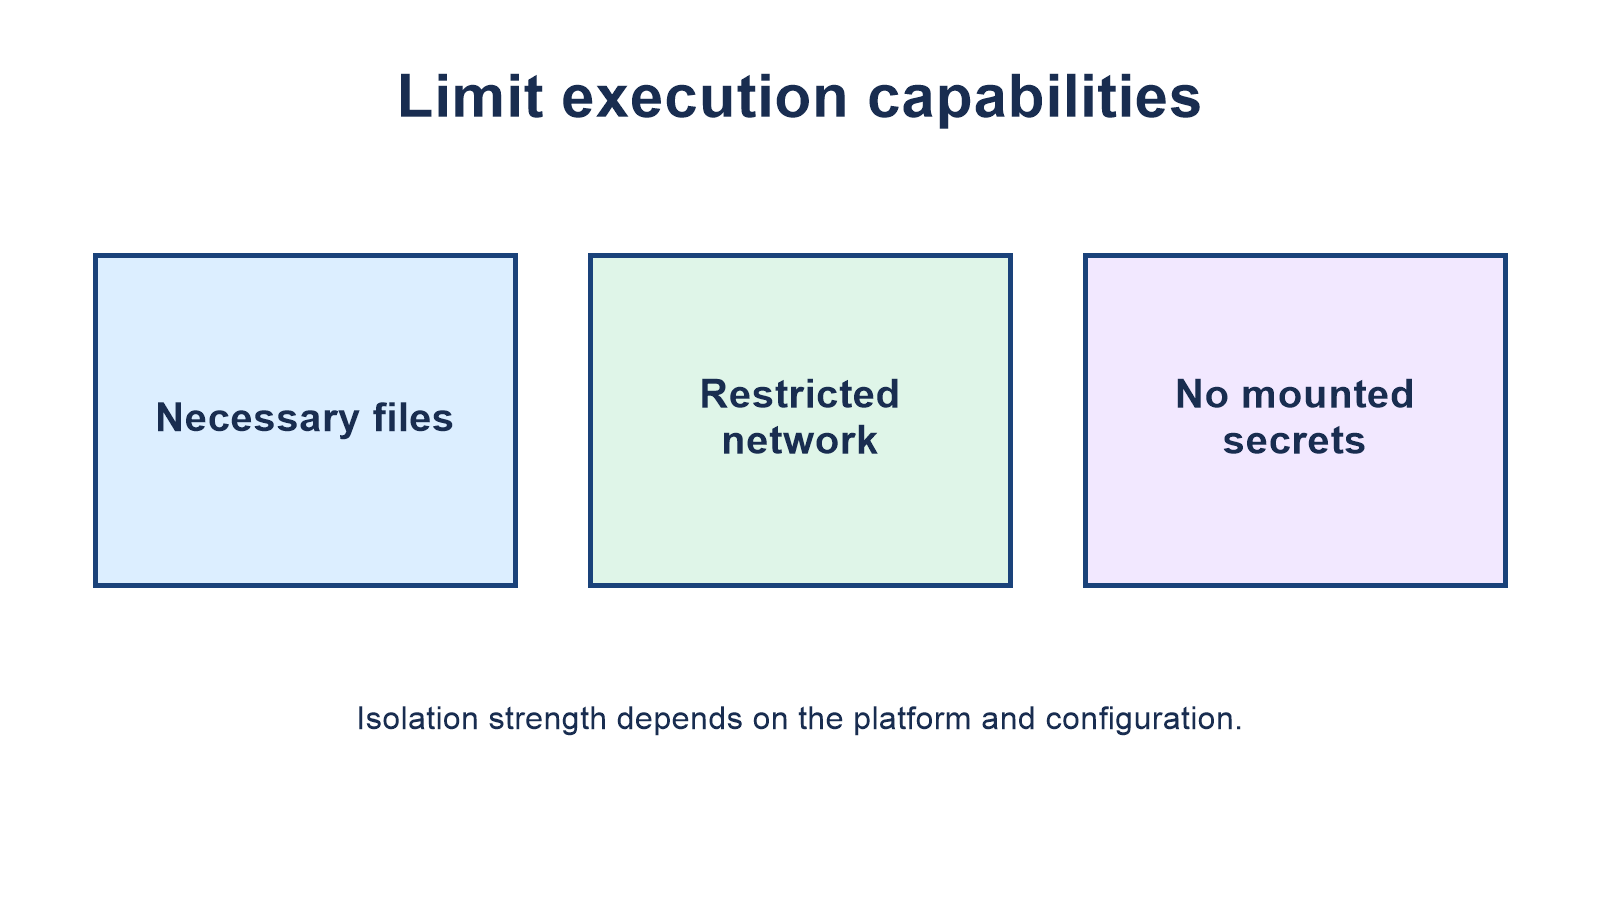 Limit execution capabilities
Necessary files
Restricted
network
No mounted
secrets
Isolation strength depends on the platform and configuration.